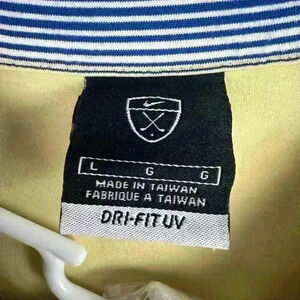 L G G
MADE IN TAIWAN
FABRIQUE A TAIWAN
DRI-FIT UV